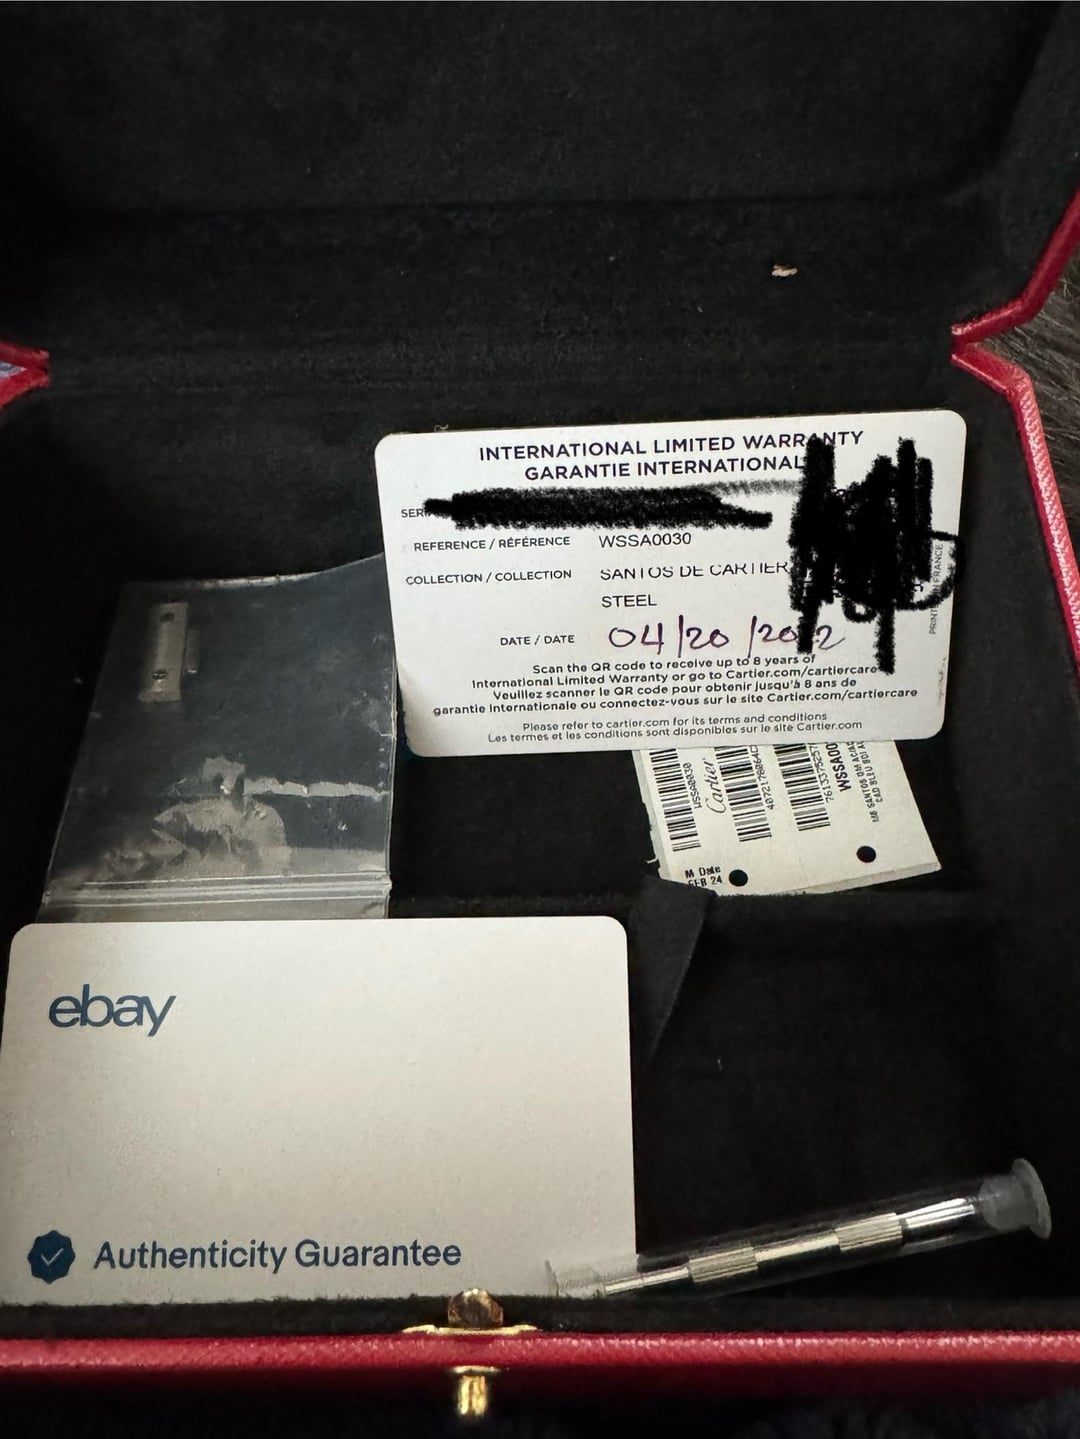 INTERNATIONAL LIMITED WARRANTY
GARANTIE INTERNATIONAL
REFERENCE / RÉFÉRENCE WSSA0030
COLLECTION / COLLECTION SANTOS DE CARTIER
STEEL
DATE / DATE 04/20/2022
Scan the QR code to receive up to 8 years of
International Limited Warranty or go to Cartier.com/cartiercare
Veuillez scanner le QR code pour obtenir jusqu'à 8 ans de
garantie internationale ou connectez-vous sur le site Cartier.com/cartiercare
Please refer to cartier.com for its terms and conditions
Les termes et les conditions sont disponibles sur le site Cartier.com
FRANCE
WSSA0030
Cartier
M Date
FEB 24
ebay
Authenticity Guarantee